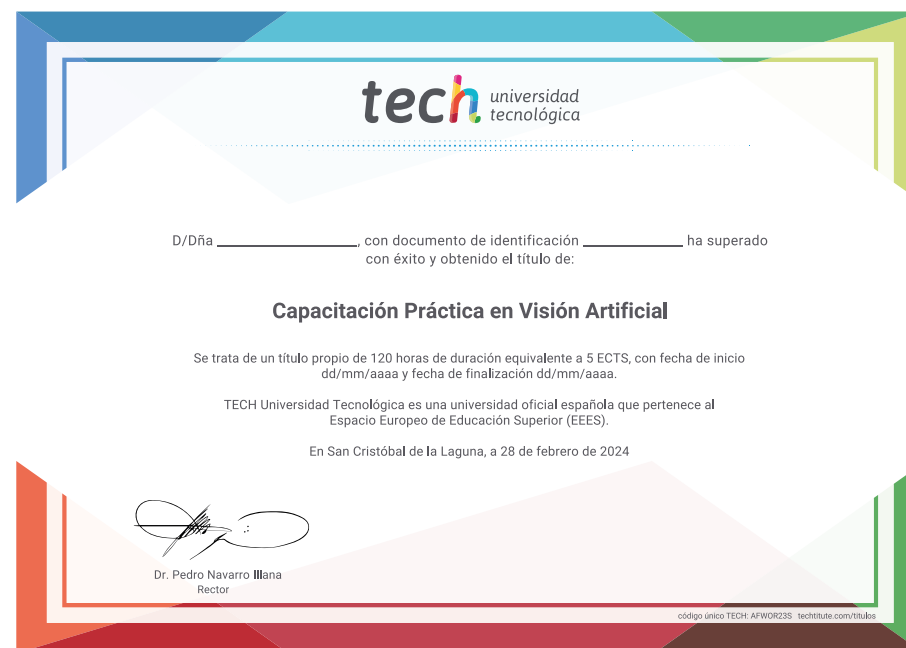 tech universidad
tecnológica
D/Dña ____________________, con documento de identificación ______________ ha superado
con éxito y obtenido el título de:
Capacitación Práctica en Visión Artificial
Se trata de un título propio de 120 horas de duración equivalente a 5 ECTS, con fecha de inicio
dd/mm/aaaa y fecha de finalización dd/mm/aaaa.
TECH Universidad Tecnológica es una universidad oficial española que pertenece al
Espacio Europeo de Educación Superior (EEES).
En San Cristóbal de la Laguna, a 28 de febrero de 2024
Dr. Pedro Navarro Illana
Rector
código único TECH: AFWOR23S techtitute.com/titulos